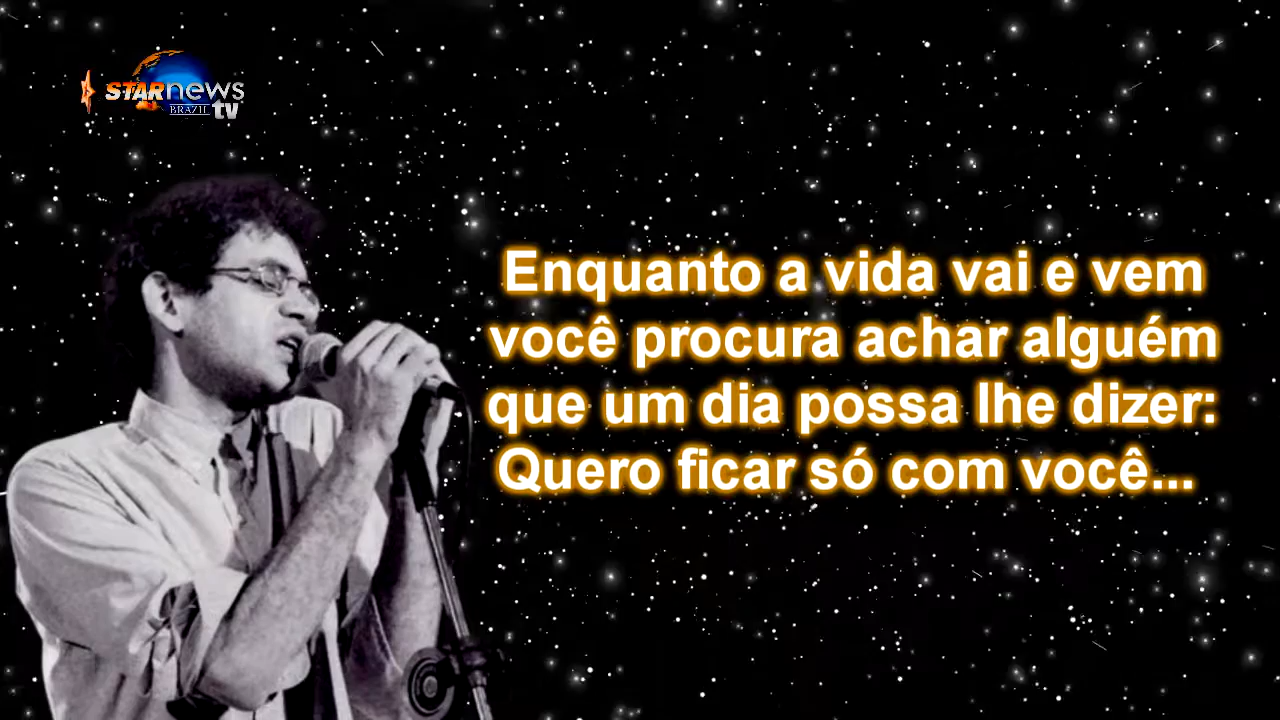 STARnews
BRAZIL tv
Enquanto a vida vai e vem
você procura achar alguém
que um dia possa lhe dizer:
Quero ficar só com você...